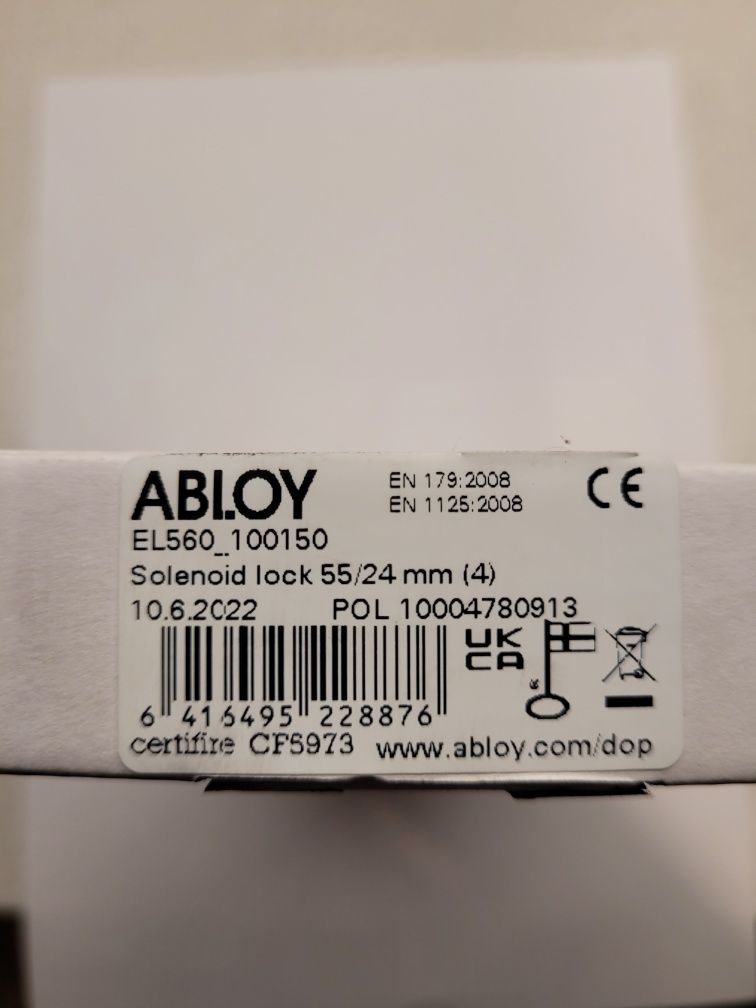 ABLOY
EN 179:2008
EN 1125:2008
CE
EL560_100150
Solenoid lock 55/24 mm (4)
10.6.2022 POL 10004780913
UK
CA
6 416495 228876
certifire CF5973 www.abloy.com/dop